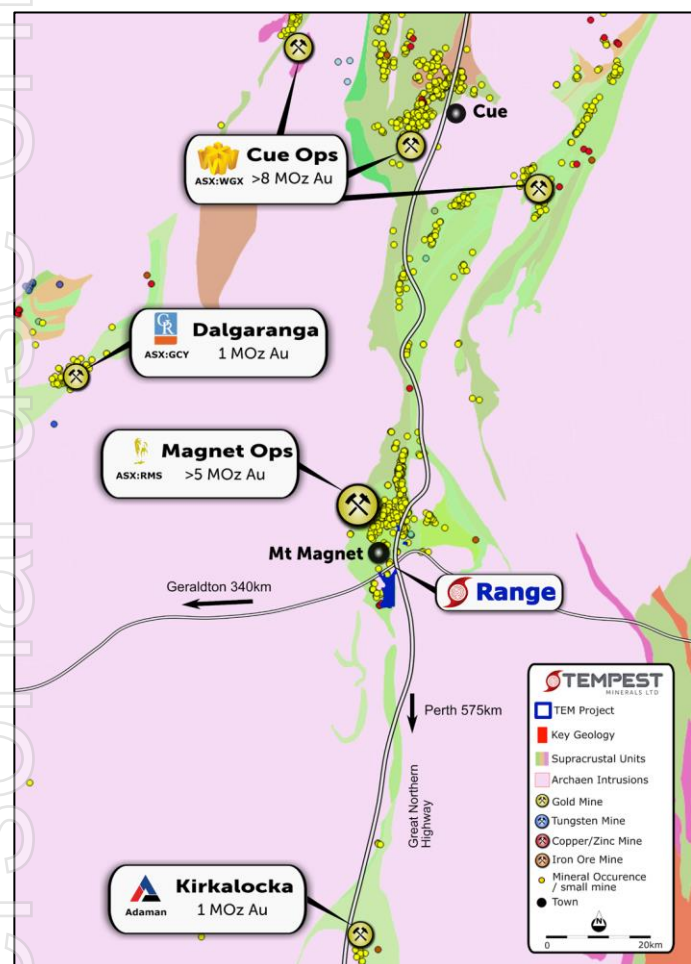 Cue
Cue Ops
ASX:WGX >8 MOz Au
Dalgaranga
ASX:GCY 1 MOz Au
Magnet Ops
ASX:RMS >5 MOz Au
Mt Magnet
Geraldton 340km
Range
Perth 575km
Great Northern
Highway
Kirkalocka
Adaman 1 MOz Au
TEMPEST
MINERALS LTD
TEM Project
Key Geology
Supracrustal Units
Archaen Intrusions
Gold Mine
Tungsten Mine
Copper/Zinc Mine
Iron Ore Mine
Mineral Occurence
/ small mine
Town
0 20km